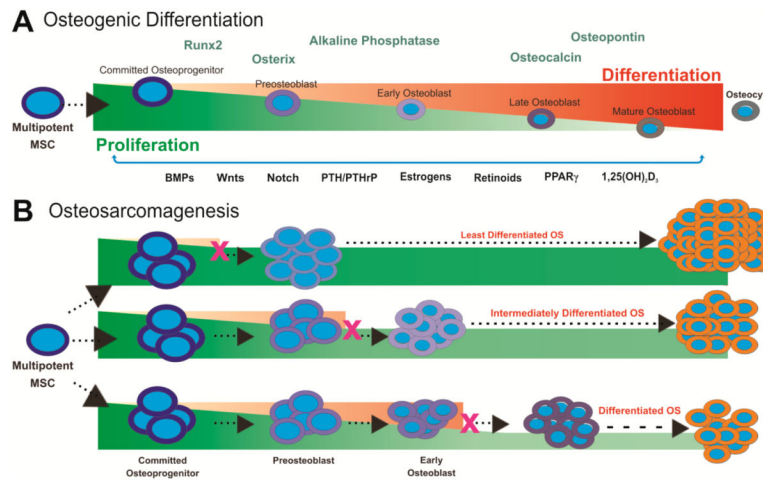 A Osteogenic Differentiation
Runx2
Osterix
Alkaline Phosphatase
Osteocalcin
Osteopontin
Differentiation
Committed Osteoprogenitor
Preosteoblast
Early Osteoblast
Late Osteoblast
Mature Osteoblast
Osteocy
Multipotent
MSC
Proliferation
BMPs Wnts Notch PTH/PTHrP Estrogens Retinoids PPARγ 1,25(OH)₂D₃
B Osteosarcomagenesis
X
Least Differentiated OS
X
Intermediately Differentiated OS
Multipotent
MSC
X
Differentiated OS
Committed
Osteoprogenitor
Preosteoblast
Early
Osteoblast